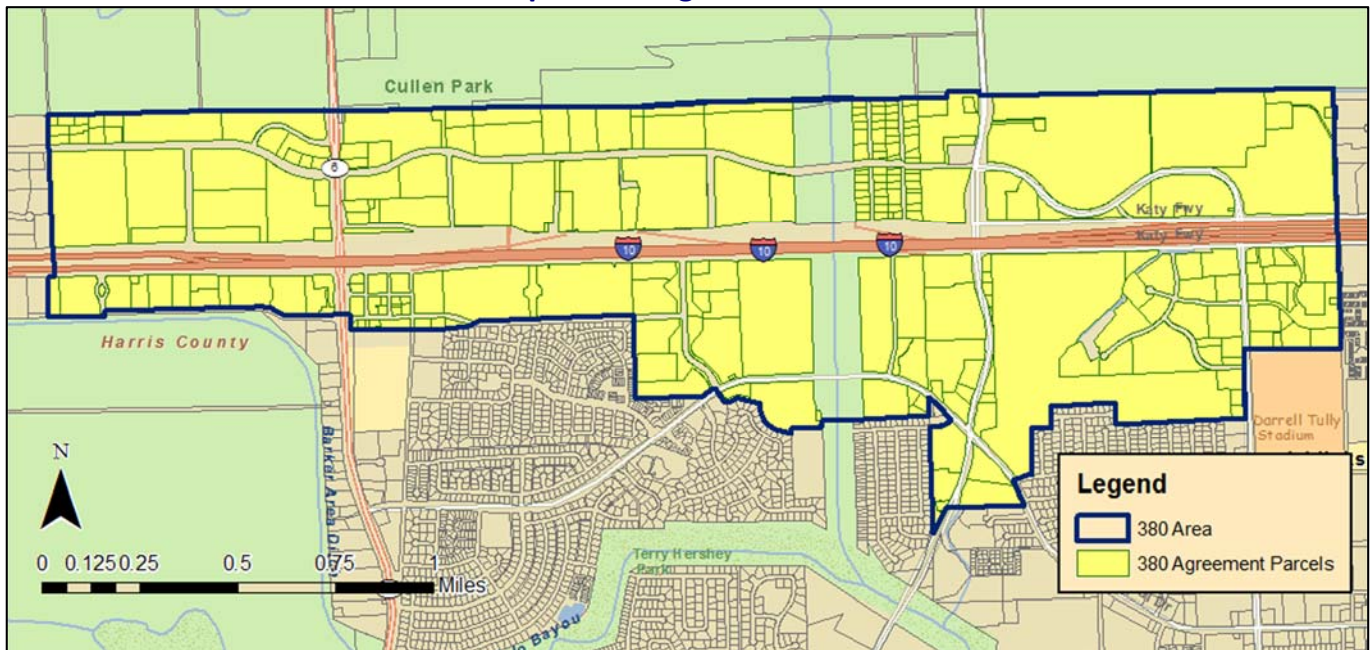 Cullen Park
6
Katy Fwy
Katy Fwy
10
10
10
Harris County
Barker Area Ditch
Darrell Tully
Stadium
N
0 0.125 0.25 0.5 0.75 1
Miles
Terry Hershey
Park
Bayou
Legend
380 Area
380 Agreement Parcels
Dr